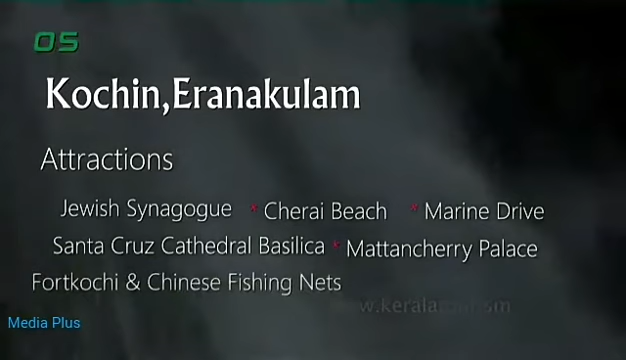 05
Kochin,Eranakulam
Attractions
Jewish Synagogue * Cherai Beach * Marine Drive
Santa Cruz Cathedral Basilica * Mattancherry Palace
Fortkochi & Chinese Fishing Nets
Media Plus